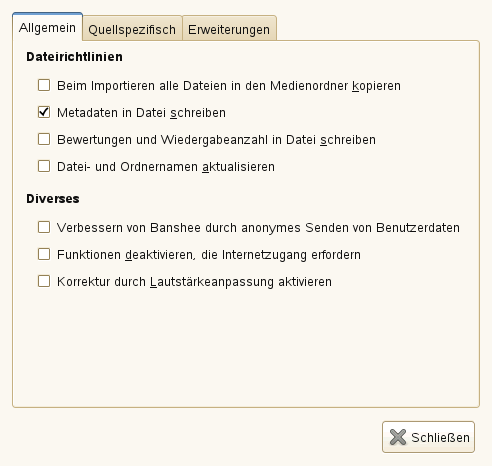 Allgemein
Quellspezifisch
Erweiterungen
Dateirichtlinien
Beim Importieren alle Dateien in den Medienordner kopieren
Metadaten in Datei schreiben
Bewertungen und Wiedergabeanzahl in Datei schreiben
Datei- und Ordnernamen aktualisieren
Diverses
Verbessern von Banshee durch anonymes Senden von Benutzerdaten
Funktionen deaktivieren, die Internetzugang erfordern
Korrektur durch Lautstärkeanpassung aktivieren
Schließen